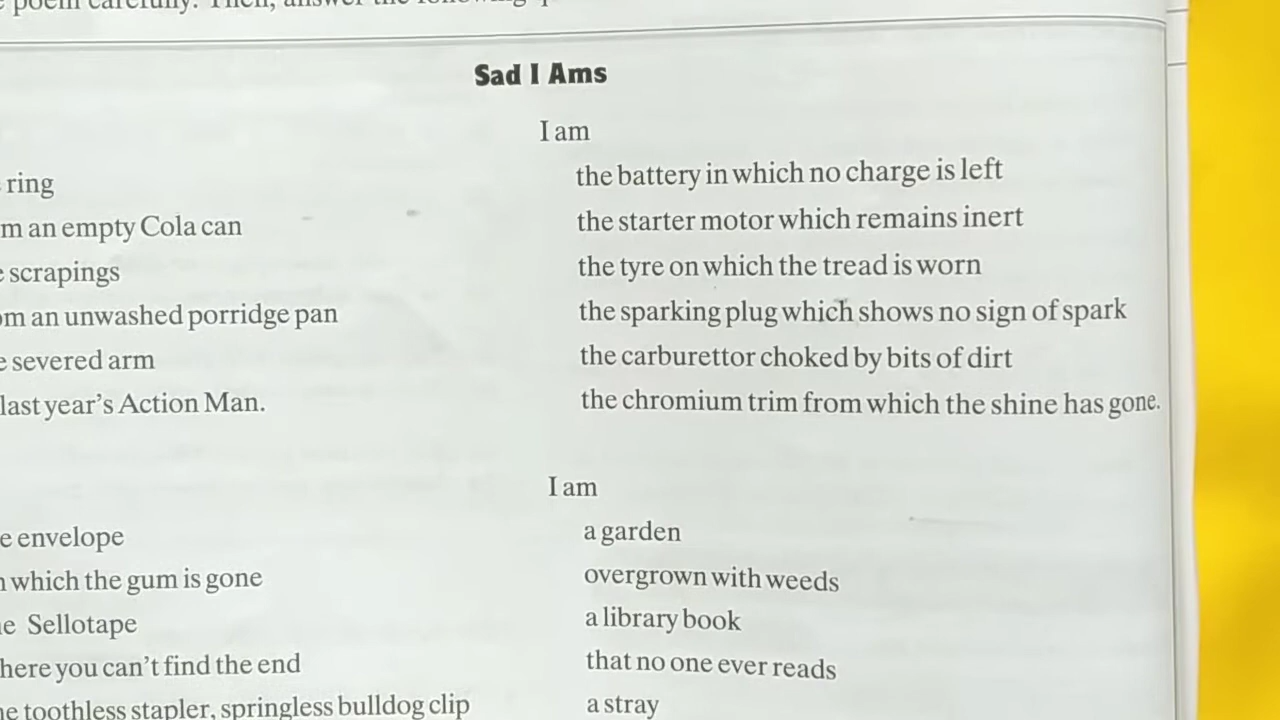 poem carefully. Then, answer the following
Sad I Ams
ring
an empty Cola can
scrapings
an unwashed porridge pan
severed arm
last year's Action Man.
envelope
which the gum is gone
Sellotape
you can't find the end
toothless stapler, springless bulldog clip
I am
the battery in which no charge is left
the starter motor which remains inert
the tyre on which the tread is worn
the sparking plug which shows no sign of spark
the carburettor choked by bits of dirt
the chromium trim from which the shine has gone.
I am
a garden
overgrown with weeds
a library book
that no one ever reads
a stray